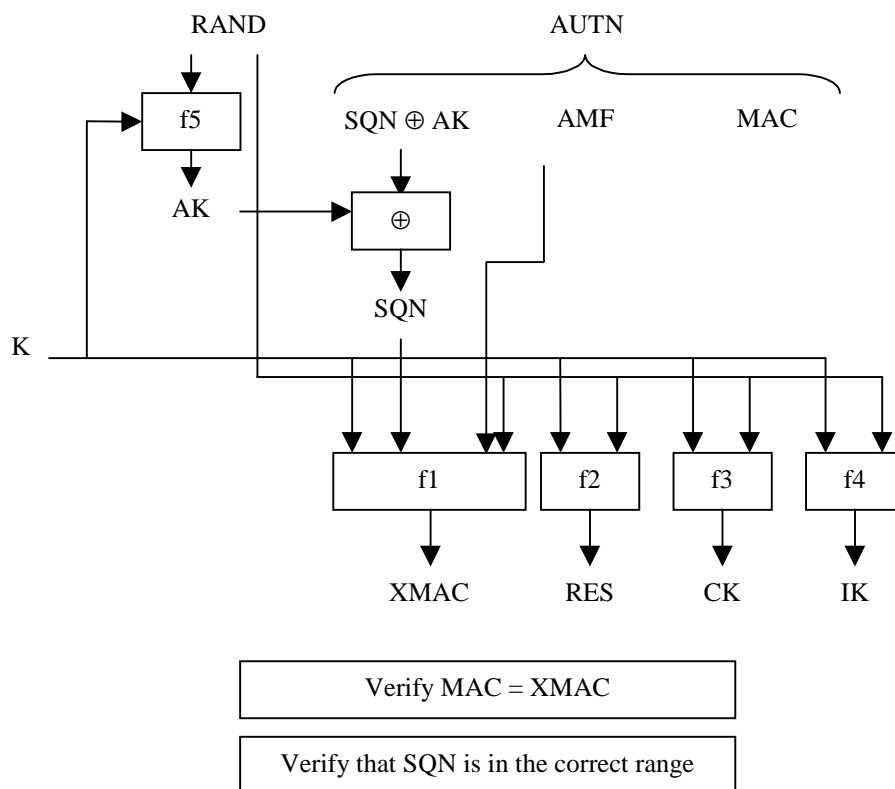 RAND AUTN
f5 SQN ⊕ AK AMF MAC
AK ⊕
SQN
K
f1 f2 f3 f4
XMAC RES CK IK
Verify MAC = XMAC
Verify that SQN is in the correct range